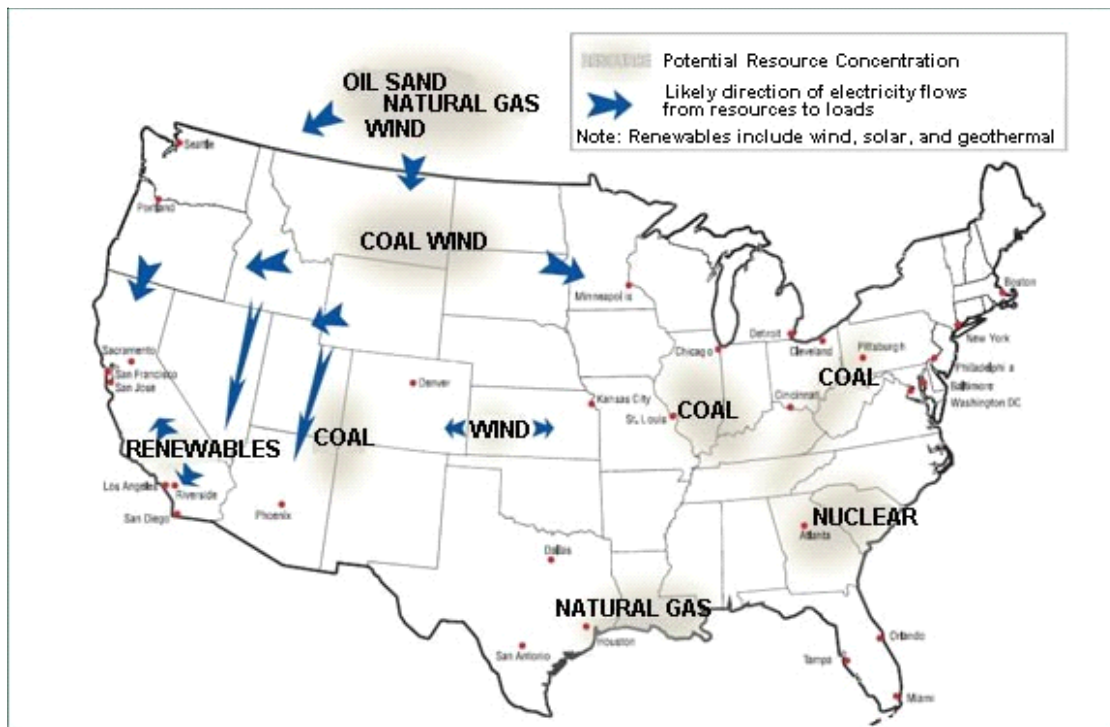 RESOURCE Potential Resource Concentration
Likely direction of electricity flows
from resources to loads
Note: Renewables include wind, solar, and geothermal
OIL SAND
NATURAL GAS
WIND
Seattle
Portland
COAL WIND
Minneapolis
Boston
Detroit
New York
Sacramento
Chicago
Cleveland
Pittsburgh
San Francisco
Philadelphia
San Jose
Denver
COAL
Baltimore
Kansas City
Cincinnati
Washington DC
St. Louis
COAL
RENEWABLES
COAL
WIND
Los Angeles
Riverside
San Diego
Phoenix
NUCLEAR
Atlanta
Dallas
NATURAL GAS
Houston
San Antonio
Orlando
Tampa
Miami